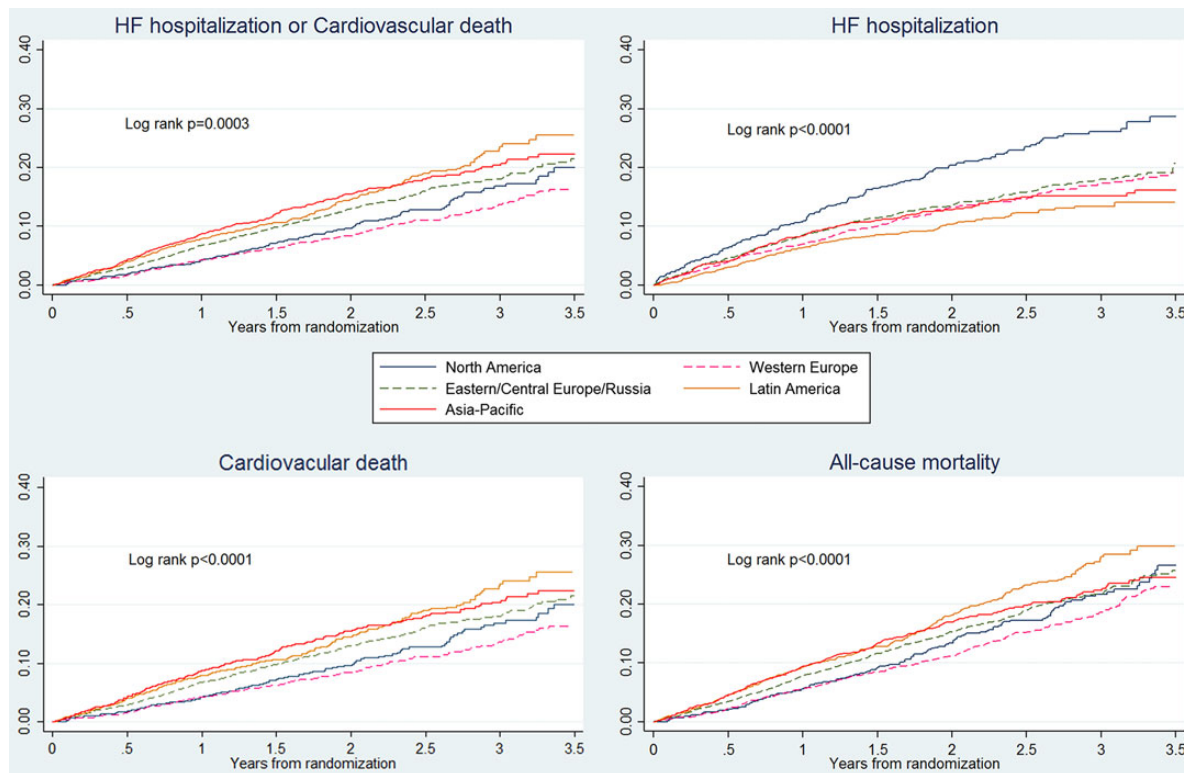 HF hospitalization or Cardiovascular death
0.40
0.30
0.20
0.10
0.00
Log rank p=0.0003
0 .5 1 1.5 2 2.5 3 3.5
Years from randomization
HF hospitalization
0.40
0.30
0.20
0.10
0.00
Log rank p<0.0001
0 .5 1 1.5 2 2.5 3 3.5
Years from randomization
North America Western Europe
Eastern/Central Europe/Russia Latin America
Asia-Pacific
Cardiovacular death
0.40
0.30
0.20
0.10
0.00
Log rank p<0.0001
0 .5 1 1.5 2 2.5 3 3.5
Years from randomization
All-cause mortality
0.40
0.30
0.20
0.10
0.00
Log rank p<0.0001
0 .5 1 1.5 2 2.5 3 3.5
Years from randomization